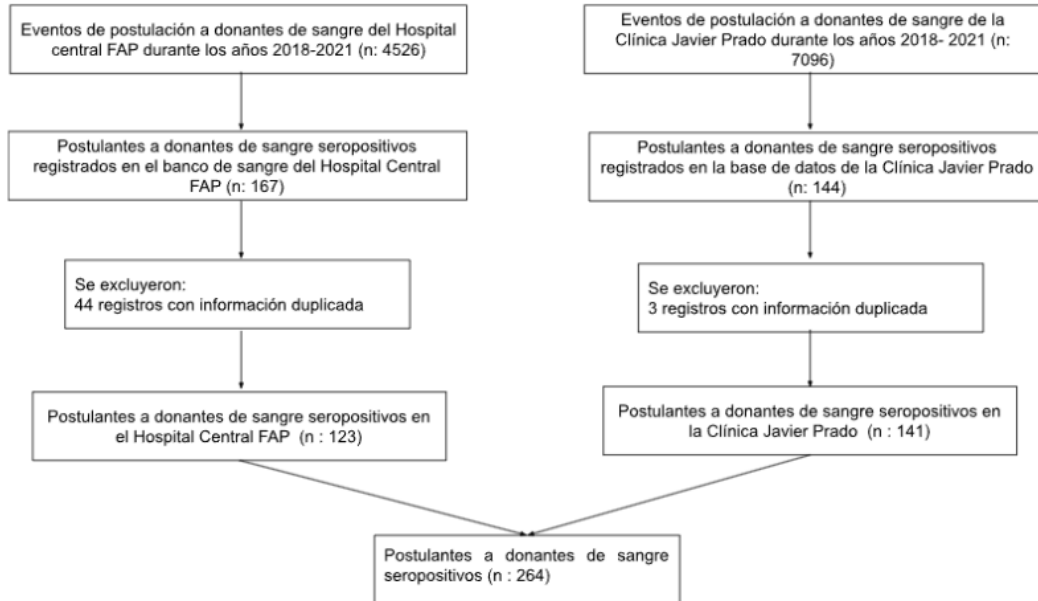 Eventos de postulación a donantes de sangre del Hospital
central FAP durante los años 2018-2021 (n: 4526)
Postulantes a donantes de sangre seropositivos
registrados en el banco de sangre del Hospital Central
FAP (n: 167)
Se excluyeron:
44 registros con información duplicada
Postulantes a donantes de sangre seropositivos en
el Hospital Central FAP (n : 123)
Eventos de postulación a donantes de sangre de la
Clínica Javier Prado durante los años 2018- 2021 (n:
7096)
Postulantes a donantes de sangre seropositivos
registrados en la base de datos de la Clínica Javier Prado
(n: 144)
Se excluyeron:
3 registros con información duplicada
Postulantes a donantes de sangre seropositivos en
la Clínica Javier Prado (n : 141)
Postulantes a donantes de sangre
seropositivos (n : 264)